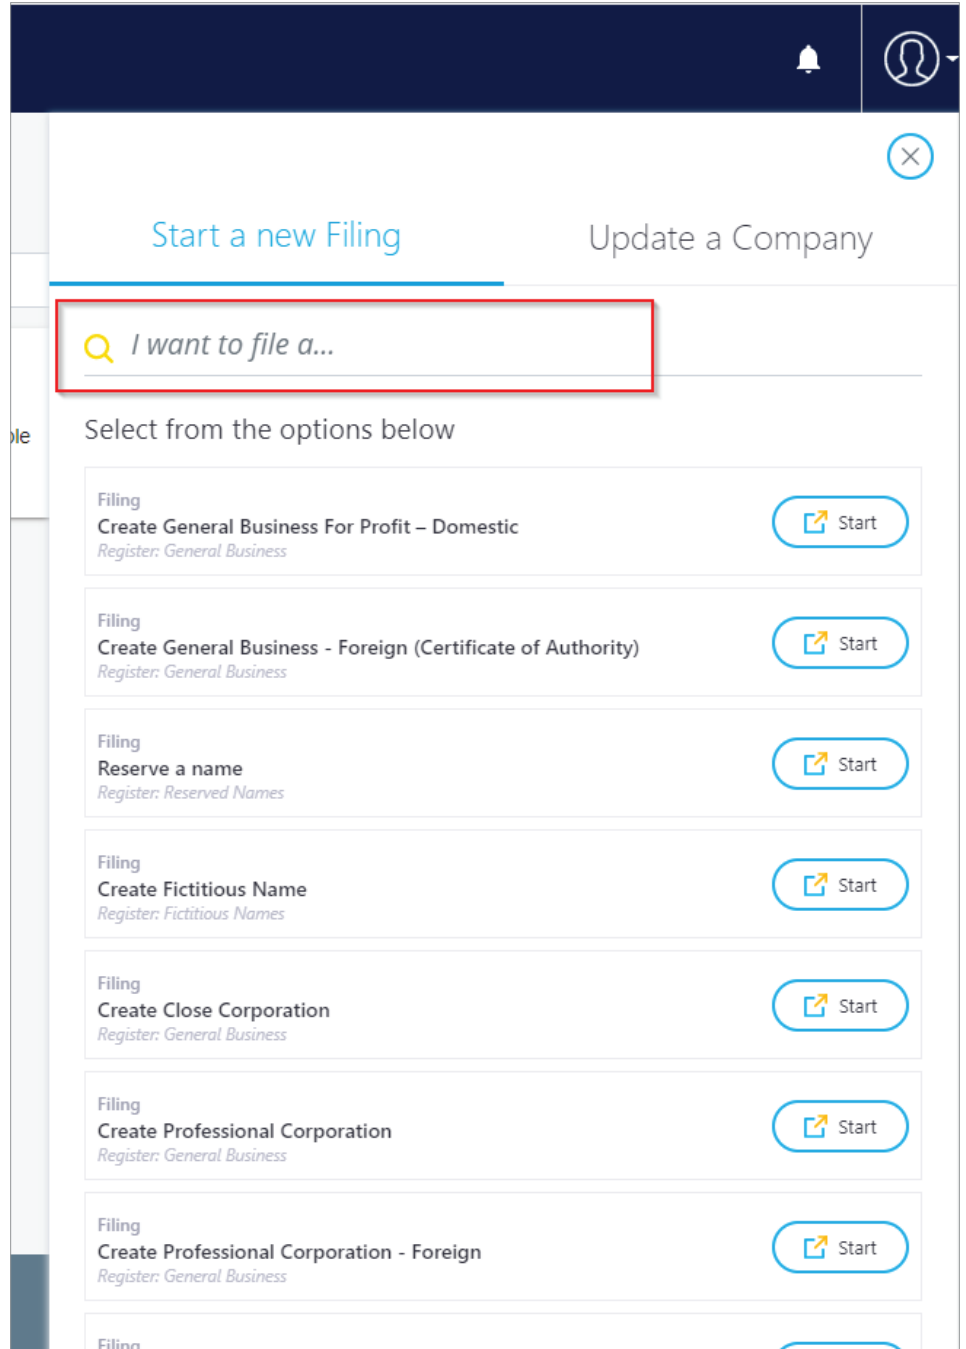 Start a new Filing
Update a Company
I want to file a...
Select from the options below
Filing
Create General Business For Profit – Domestic
Register: General Business
Start
Filing
Create General Business - Foreign (Certificate of Authority)
Register: General Business
Start
Filing
Reserve a name
Register: Reserved Names
Start
Filing
Create Fictitious Name
Register: Fictitious Names
Start
Filing
Create Close Corporation
Register: General Business
Start
Filing
Create Professional Corporation
Register: General Business
Start
Filing
Create Professional Corporation - Foreign
Register: General Business
Start
Filing